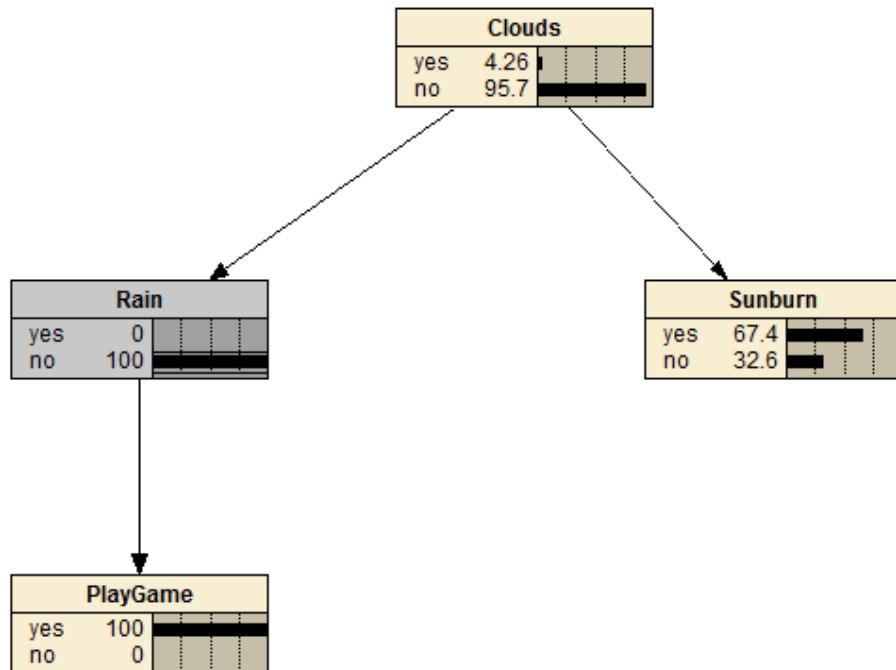 Clouds
yes 4.26
no 95.7
Rain
yes 0
no 100
Sunburn
yes 67.4
no 32.6
PlayGame
yes 100
no 0